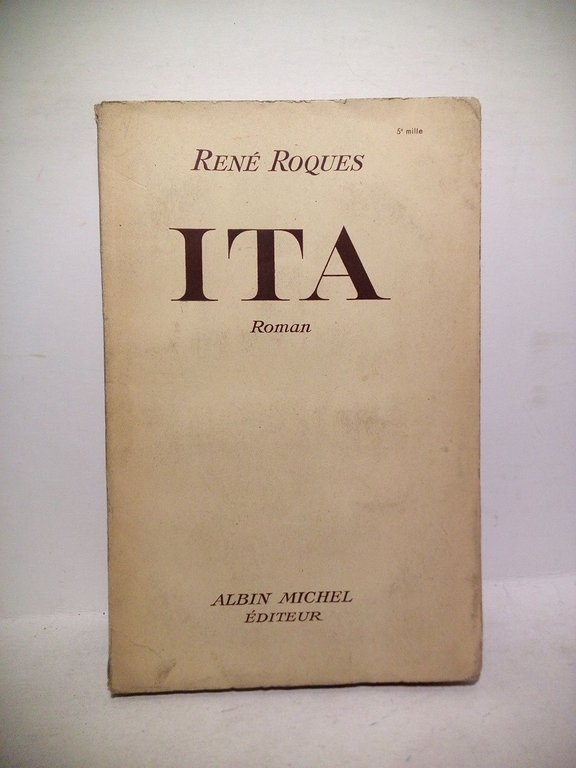 5e mille
RENÉ ROQUES
ITA
Roman
ALBIN MICHEL
ÉDITEUR